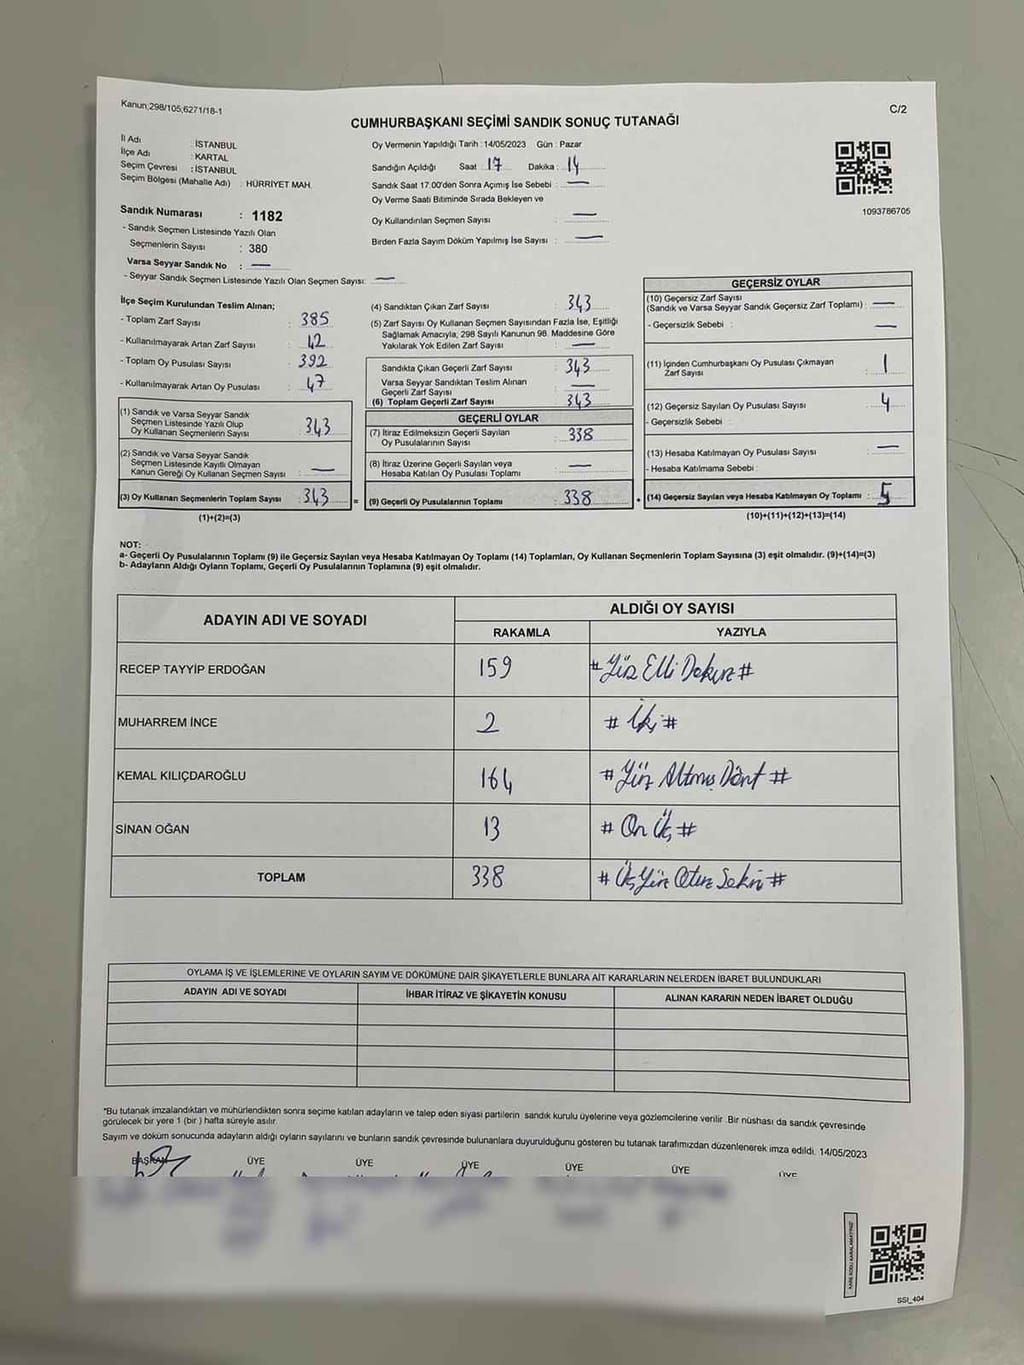 Kanun;298/105;6271/18-1
C/2
CUMHURBAŞKANI SEÇİMİ SANDIK SONUÇ TUTANAĞI
İl Adı : İSTANBUL
İlçe Adı : KARTAL
Seçim Çevresi : İSTANBUL
Seçim Bölgesi (Mahalle Adı) : HÜRRİYET MAH.
Sandık Numarası : 1182
- Sandık Seçmen Listesinde Yazılı Olan
Seçmenlerin Sayısı : 380
Varsa Seyyar Sandık No : —
- Seyyar Sandık Seçmen Listesinde Yazılı Olan Seçmen Sayısı: —
Oy Vermenin Yapıldığı Tarih : 14/05/2023 Gün : Pazar
Sandığın Açıldığı Saat : 17 Dakika : 14
Sandık Saat 17:00'den Sonra Açımış İse Sebebi : —
Oy Verme Saati Bitiminde Sırada Bekleyen ve
Oy Kullandırılan Seçmen Sayısı : —
Birden Fazla Sayım Döküm Yapılmış İse Sayısı : —
1093786705
İlçe Seçim Kurulundan Teslim Alınan;
- Toplam Zarf Sayısı : 385
- Kullanılmayarak Artan Zarf Sayısı : 42
- Toplam Oy Pusulası Sayısı : 392
- Kullanılmayarak Artan Oy Pusulası : 47
(1) Sandık ve Varsa Seyyar Sandık
Seçmen Listesinde Yazılı Olup
Oy Kullanan Seçmenlerin Sayısı : 343
(2) Sandık ve Varsa Seyyar Sandık
Seçmen Listesinde Kayıtlı Olmayan
Kanun Gereği Oy Kullanan Seçmen Sayısı : —
(3) Oy Kullanan Seçmenlerin Toplam Sayısı : 343 =
(1)+(2)=(3)
(4) Sandıktan Çıkan Zarf Sayısı : 343
(5) Zarf Sayısı Oy Kullanan Seçmen Sayısından Fazla İse, Eşitliği
Sağlamak Amacıyla, 298 Sayılı Kanunun 98. Maddesine Göre
Yakılarak Yok Edilen Zarf Sayısı : —
Sandıkta Çıkan Geçerli Zarf Sayısı : 343
Varsa Seyyar Sandıktan Teslim Alınan
Geçerli Zarf Sayısı : —
(6) Toplam Geçerli Zarf Sayısı : 343
GEÇERLİ OYLAR
(7) İtiraz Edilmeksizin Geçerli Sayılan
Oy Pusulalarının Sayısı : 338
(8) İtiraz Üzerine Geçerli Sayılan veya
Hesaba Katılan Oy Pusulası Toplamı : —
(9) Geçerli Oy Pusulalarının Toplamı : 338 +
GEÇERSİZ OYLAR
(10) Geçersiz Zarf Sayısı
(Sandık ve Varsa Seyyar Sandık Geçersiz Zarf Toplamı) : —
- Geçersizlik Sebebi : —
(11) İçinden Cumhurbaşkanı Oy Pusulası Çıkmayan
Zarf Sayısı : 1
(12) Geçersiz Sayılan Oy Pusulası Sayısı : 4
- Geçersizlik Sebebi :
(13) Hesaba Katılmayan Oy Pusulası Sayısı : —
- Hesaba Katılmama Sebebi :
(14) Geçersiz Sayılan veya Hesaba Katılmayan Oy Toplamı : 5
(10)+(11)+(12)+(13)=(14)
NOT:
a- Geçerli Oy Pusulalarının Toplamı (9) ile Geçersiz Sayılan veya Hesaba Katılmayan Oy Toplamı (14) Toplamları, Oy Kullanan Seçmenlerin Toplam Sayısına (3) eşit olmalıdır. (9)+(14)=(3)
b- Adayların Aldığı Oyların Toplamı, Geçerli Oy Pusulalarının Toplamına (9) eşit olmalıdır.
ADAYIN ADI VE SOYADI
ALDIĞI OY SAYISI
RAKAMLA YAZIYLA
RECEP TAYYİP ERDOĞAN 159 # Yüz Elli Dokuz #
MUHARREM İNCE 2 # İki #
KEMAL KILIÇDAROĞLU 164 # Yüz Altmış Dört #
SİNAN OĞAN 13 # On Üç #
TOPLAM 338 # Üç Yüz Otuz Sekiz #
OYLAMA İŞ VE İŞLEMLERİNE VE OYLARIN SAYIM VE DÖKÜMÜNE DAİR ŞİKAYETLERLE BUNLARA AİT KARARLARIN NELERDEN İBARET BULUNDUKLARI
ADAYIN ADI VE SOYADI İHBAR İTİRAZ VE ŞİKAYETİN KONUSU ALINAN KARARIN NEDEN İBARET OLDUĞU
*Bu tutanak imzalandıktan ve mühürlendikten sonra seçime katılan adayların ve talep eden siyasi partilerin sandık kurulu üyelerine veya gözlemcilerine verilir. Bir nüshası da sandık çevresinde
görülecek bir yere 1 (bir ) hafta süreyle asılır.
Sayım ve döküm sonucunda adayların aldığı oyların sayılarını ve bunların sandık çevresinde bulunanlara duyurulduğunu gösteren bu tutanak tarafımızdan düzenlenerek imza edildi. 14/05/2023
BAŞKAN ÜYE ÜYE ÜYE ÜYE ÜYE ÜYE
KARE KODU KARALAMAYINIZ!
SSI_404